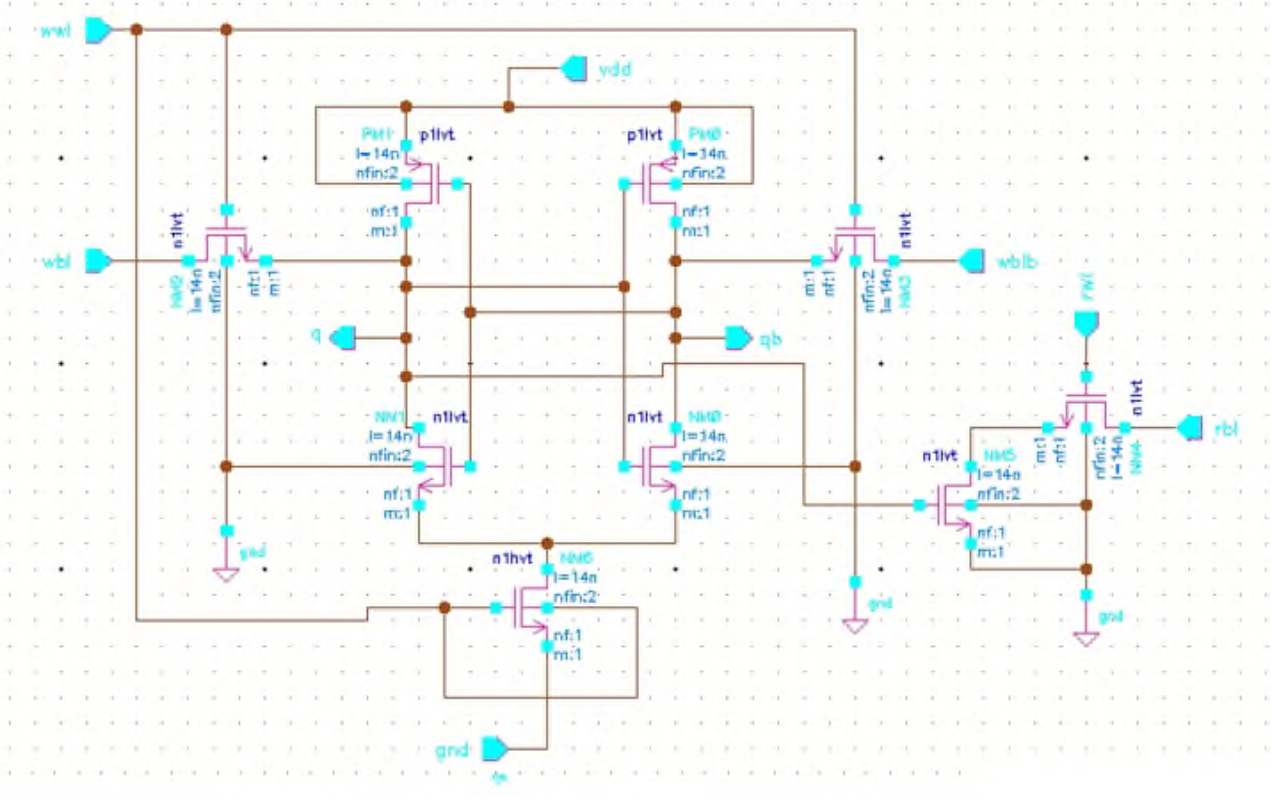 wwl
vdd
PM1
p1lvt
l=14n
nfin:2
nf:1
m:1
p1lvt
PM0
l=14n
nfin:2
nf:1
m:1
wbl
n1lvt
l=14n
nfin:2
nf:1
m:1
n1lvt
m:1
nf:1
nfin:2
l=14n
NM3
wblb
q
qb
rwl
NM1
n1lvt
l=14n
nfin:2
nf:1
m:1
n1lvt
NM0
l=14n
nfin:2
nf:1
m:1
n1lvt
m:1
nf:1
nfin:2
l=14n
NM4
rbl
n1lvt
NM5
l=14n
nfin:2
nf:1
m:1
gnd
n1hvt
NM6
l=14n
nfin:2
nf:1
m:1
gnd
gnd
gnd